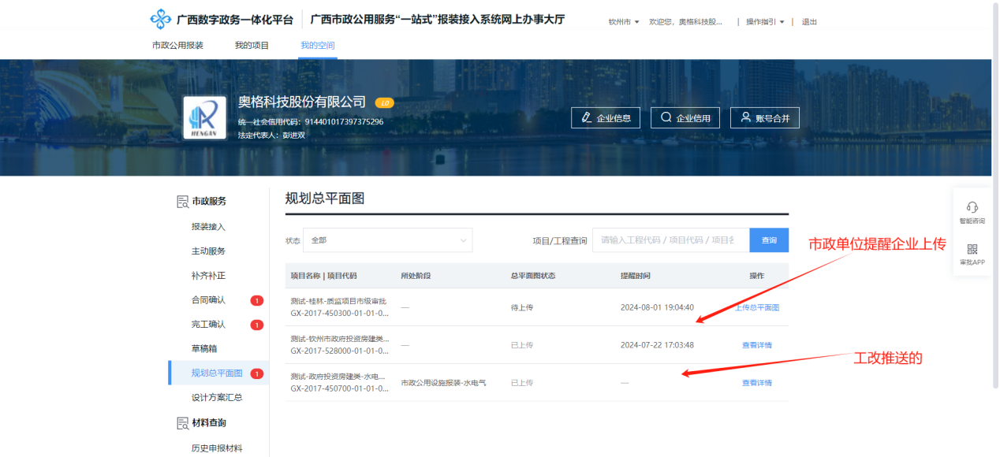 广西数字政务一体化平台 广西市政公用服务“一站式”报装接入系统网上办事大厅 钦州市 欢迎您, 奥格科技股... | 操作指引 | 退出
市政公用报装 我的项目 我的空间
奥格科技股份有限公司 L0
统一社会信用代码: 914401017397375296
法定代表人: 彭进双
HENGAN
企业信息 企业信用 账号合并
市政服务
报装接入
主动服务
补齐补正
合同确认 1
完工确认 1
草稿箱
规划总平面图 1
设计方案汇总
材料查询
历史申报材料
规划总平面图
状态 全部 项目/工程查询 请输入工程代码 / 项目代码 / 项目名 查询
项目名称 | 项目代码 所处阶段 总平面图状态 提醒时间 操作
测试-桂林-质监项目市级审批
GX-2017-450300-01-01-0... — 待上传 2024-08-01 19:04:40 上传总平面图
测试-钦州市政府投资房建类...
GX-2017-528000-01-01-0... — 已上传 2024-07-22 17:03:48 查看详情
测试-政府投资房建类-水电...
GX-2017-450700-01-01-0... 市政公用设施报装-水电气 已上传 — 查看详情
市政单位提醒企业上传
工改推送的
智能咨询
审批APP